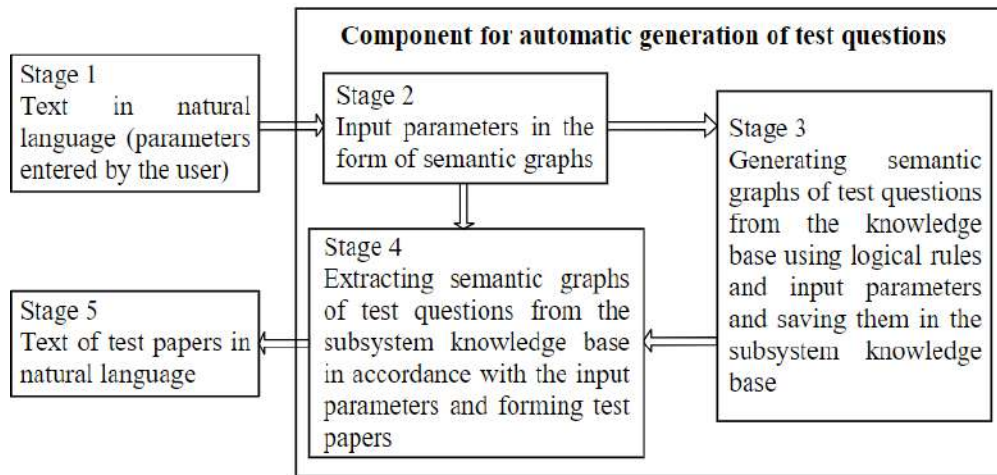 Component for automatic generation of test questions
Stage 1
Text in natural
language (parameters
entered by the user)
Stage 2
Input parameters in the
form of semantic graphs
Stage 3
Generating semantic
graphs of test questions
from the knowledge
base using logical rules
and input parameters
and saving them in the
subsystem knowledge
base
Stage 4
Extracting semantic graphs
of test questions from the
subsystem knowledge base
in accordance with the input
parameters and forming test
papers
Stage 5
Text of test papers in
natural language